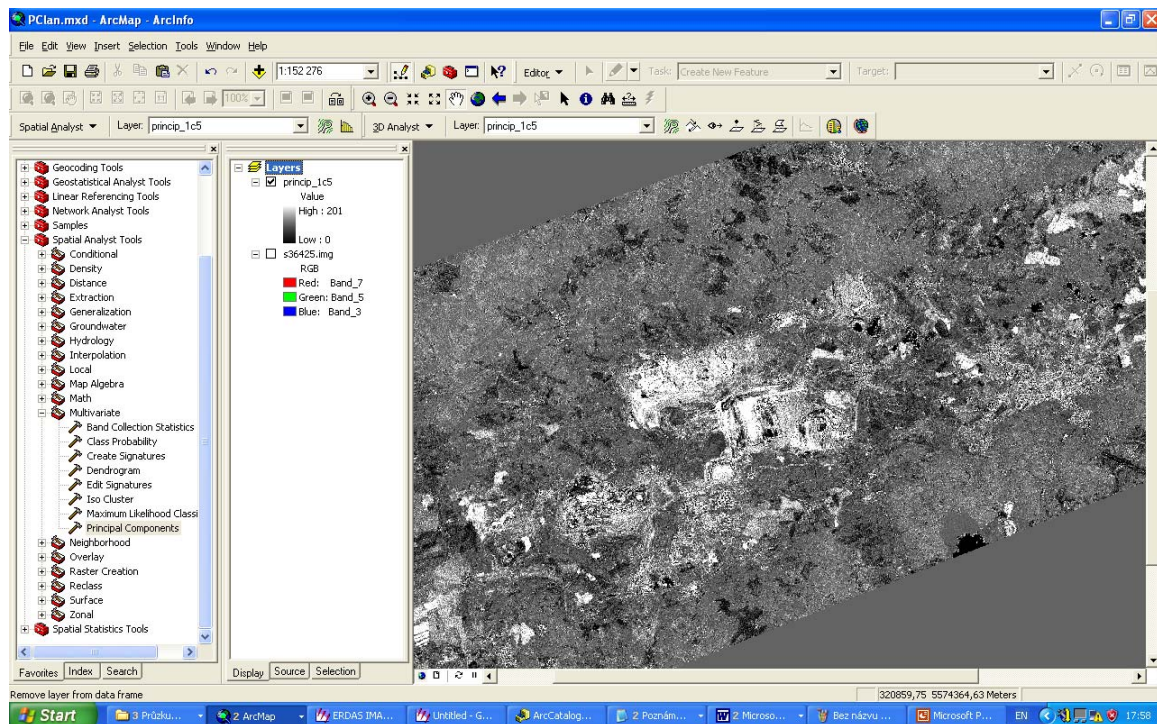 PClan.mxd - ArcMap - ArcInfo
File Edit View Insert Selection Tools Window Help
1:152 276 Editor Task: Create New Feature Target:
100%
Spatial Analyst Layer: princip_1c5 3D Analyst Layer: princip_1c5
Geocoding Tools
Geostatistical Analyst Tools
Linear Referencing Tools
Network Analyst Tools
Samples
Spatial Analyst Tools
Conditional
Density
Distance
Extraction
Generalization
Groundwater
Hydrology
Interpolation
Local
Map Algebra
Math
Multivariate
Band Collection Statistics
Class Probability
Create Signatures
Dendrogram
Edit Signatures
Iso Cluster
Maximum Likelihood Classi
Principal Components
Neighborhood
Overlay
Raster Creation
Reclass
Surface
Zonal
Spatial Statistics Tools
Favorites Index Search
Layers
princip_1c5
Value
High : 201
Low : 0
s36425.img
RGB
Red: Band_7
Green: Band_5
Blue: Band_3
Display Source Selection
Remove layer from data frame 320859,75 5574364,63 Meters
Start 3 Průzku... 2 ArcMap ERDAS IMA... Untitled - G... ArcCatalog... 2 Poznám... 2 Microso... Bez názvu ... Microsoft P... EN 17:58